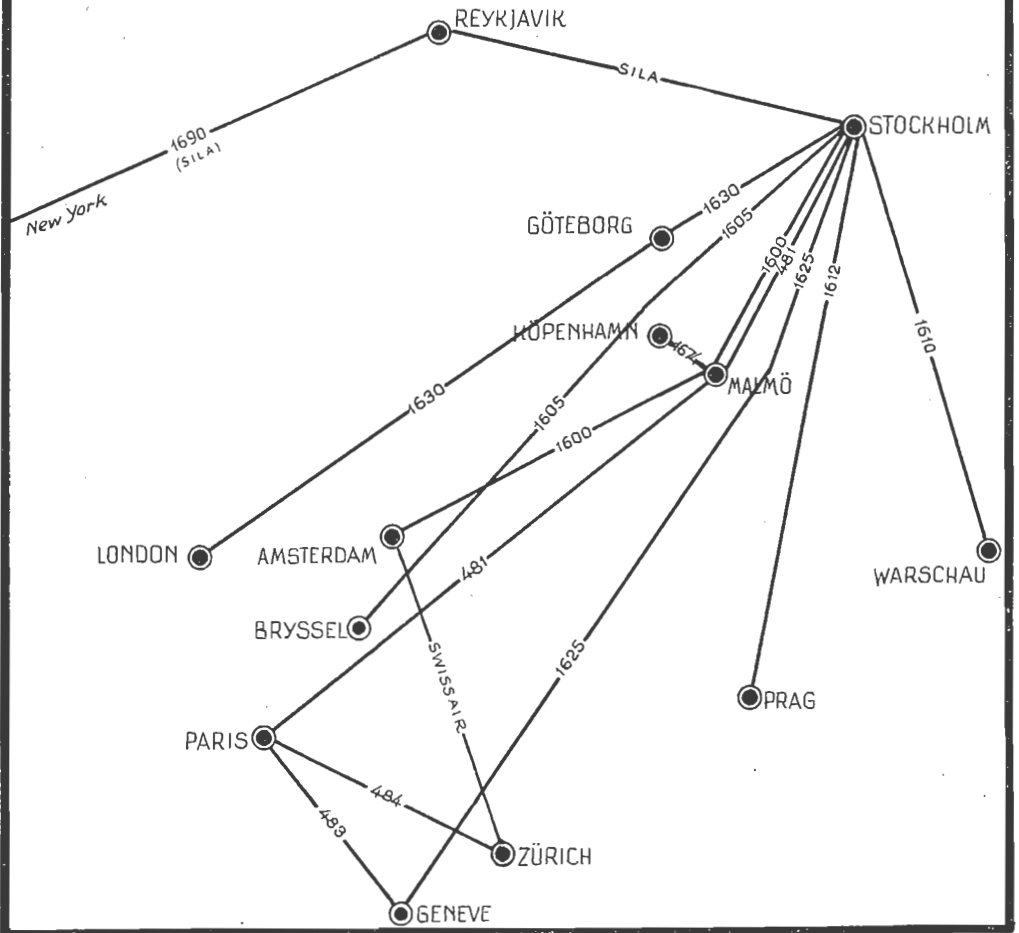 REYKJAVIK
SILA
STOCKHOLM
1690
(SILA)
New York
1630
1605
GÖTEBORG
1600
481
1625
1612
1610
KÖPENHAMN
1674
MALMÖ
1630
1605
1600
LONDON
AMSTERDAM
481
WARSCHAU
BRYSSEL
SWISSAIR
1625
PRAG
PARIS
484
483
ZÜRICH
GENEVE